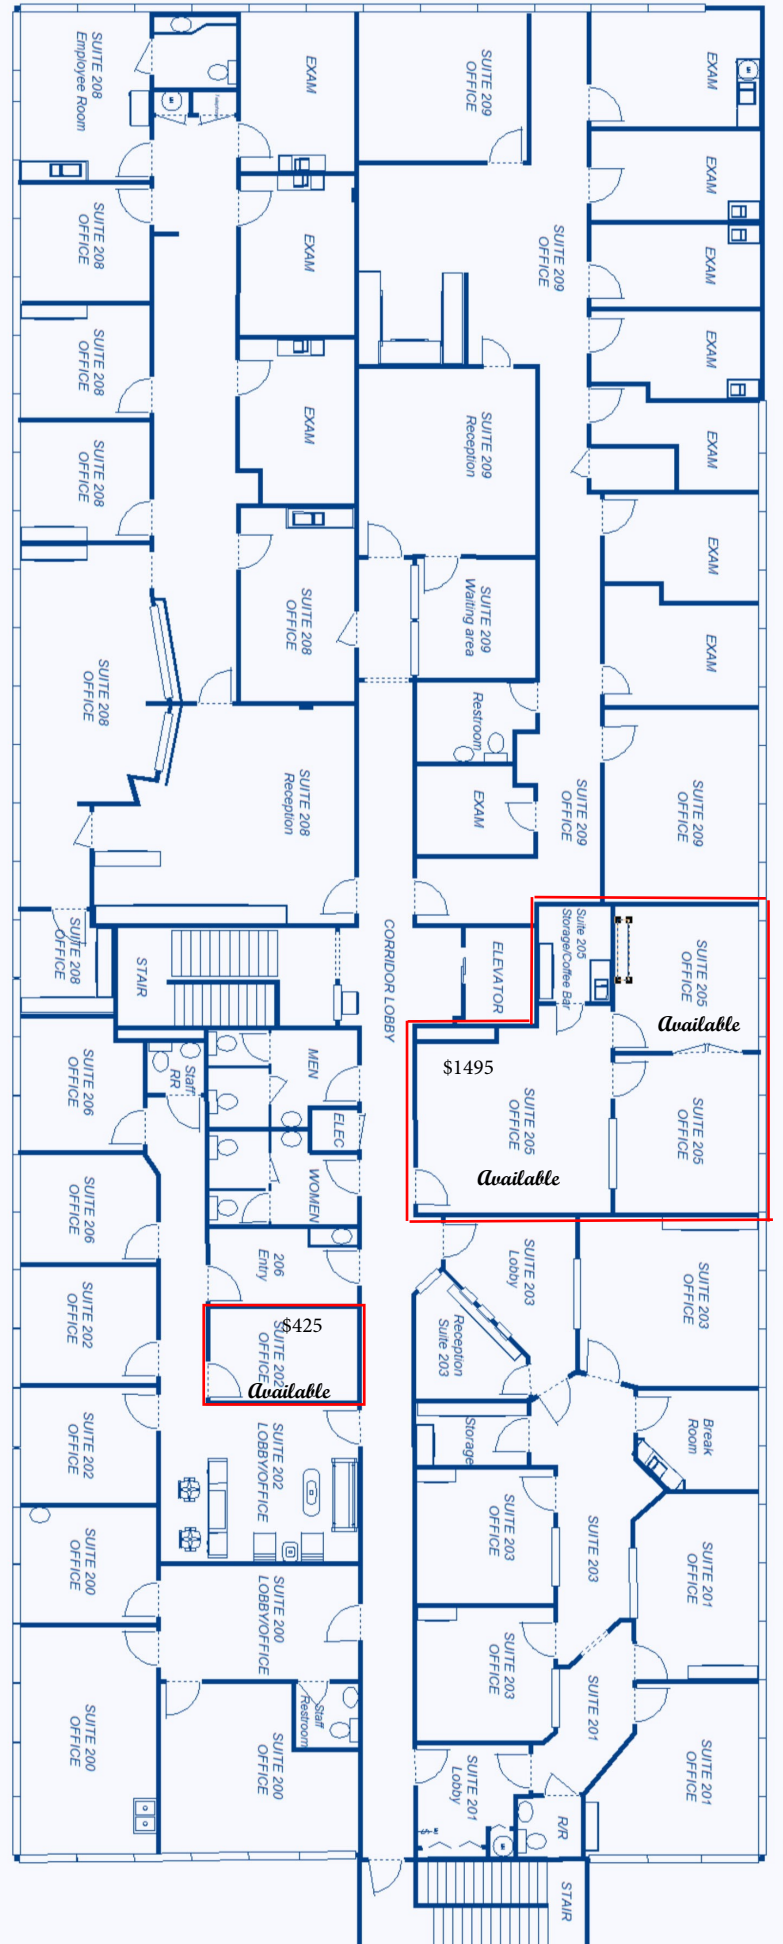 SUITE 208
Employee Room
EXAM
SUITE 209
OFFICE
EXAM
EXAM
SUITE 208
OFFICE
EXAM
SUITE 209
OFFICE
EXAM
SUITE 208
OFFICE
EXAM
EXAM
SUITE 208
OFFICE
SUITE 209
Reception
EXAM
EXAM
SUITE 208
OFFICE
SUITE 209
Waiting area
EXAM
SUITE 208
OFFICE
Restroom
SUITE 208
Reception
EXAM
SUITE 209
OFFICE
SUITE 209
OFFICE
SUITE 208
OFFICE
STAIR
CORRIDOR LOBBY
ELEVATOR
Suite 205
Storage/Coffee Bar
SUITE 205
OFFICE
Available
SUITE 206
OFFICE
Staff
RR
MEN
ELEC
WOMEN
$1495
SUITE 205
OFFICE
Available
SUITE 205
OFFICE
SUITE 206
OFFICE
206
Entry
SUITE 203
Lobby
SUITE 203
OFFICE
SUITE 202
OFFICE
$425
SUITE 202
OFFICE
Available
Reception
Suite 203
SUITE 202
OFFICE
SUITE 202
LOBBY/OFFICE
Storage
Break
Room
SUITE 200
OFFICE
SUITE 203
OFFICE
SUITE 203
SUITE 201
OFFICE
SUITE 200
LOBBY/OFFICE
SUITE 203
OFFICE
SUITE 201
SUITE 200
OFFICE
SUITE 200
OFFICE
Staff
Restroom
SUITE 201
Lobby
R/R
SUITE 201
OFFICE
STAIR